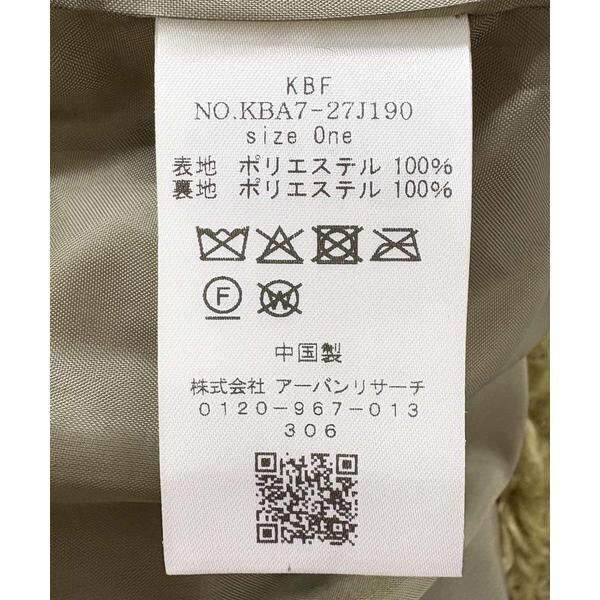 KBF
NO.KBA7-27J190
size One
表地 ポリエステル 100%
裏地 ポリエステル 100%
F
W
中国製
株式会社 アーバンリサーチ
0120-967-013
306